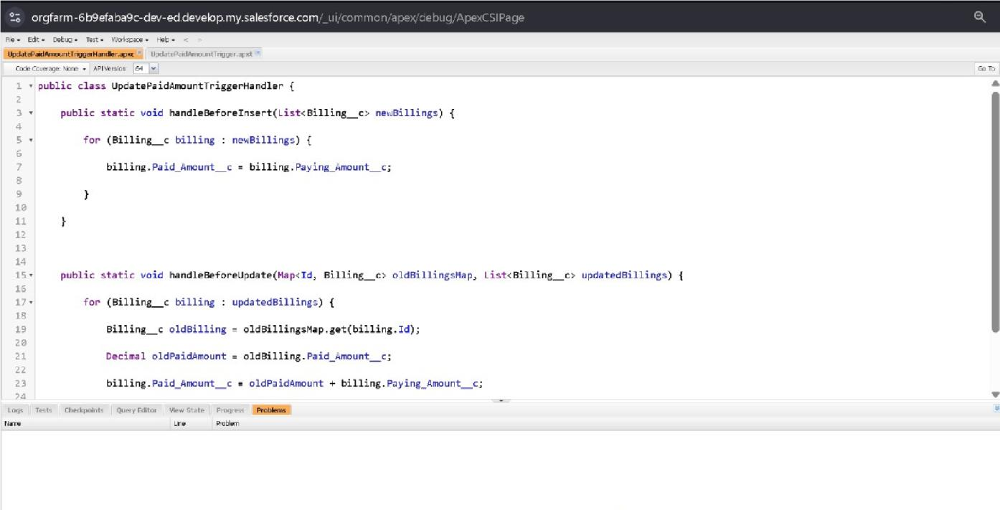 orgfarm-6b9efaba9c-dev-ed.develop.my.salesforce.com/_ui/common/apex/debug/ApexCSIPage
File Edit Debug Test Workspace Help < >
UpdatePaidAmountTriggerHandler.apxc UpdatePaidAmountTrigger.apxt
Code Coverage: None API Version: 64 Go To
1 public class UpdatePaidAmountTriggerHandler {
2
3 public static void handleBeforeInsert(List<Billing__c> newBillings) {
4
5 for (Billing__c billing : newBillings) {
6
7 billing.Paid_Amount__c = billing.Paying_Amount__c;
8
9 }
10
11 }
12
13
14
15 public static void handleBeforeUpdate(Map<Id, Billing__c> oldBillingsMap, List<Billing__c> updatedBillings) {
16
17 for (Billing__c billing : updatedBillings) {
18
19 Billing__c oldBilling = oldBillingsMap.get(billing.Id);
20
21 Decimal oldPaidAmount = oldBilling.Paid_Amount__c;
22
23 billing.Paid_Amount__c = oldPaidAmount + billing.Paying_Amount__c;
24
Logs Tests Checkpoints Query Editor View State Progress Problems
Name Line Problem